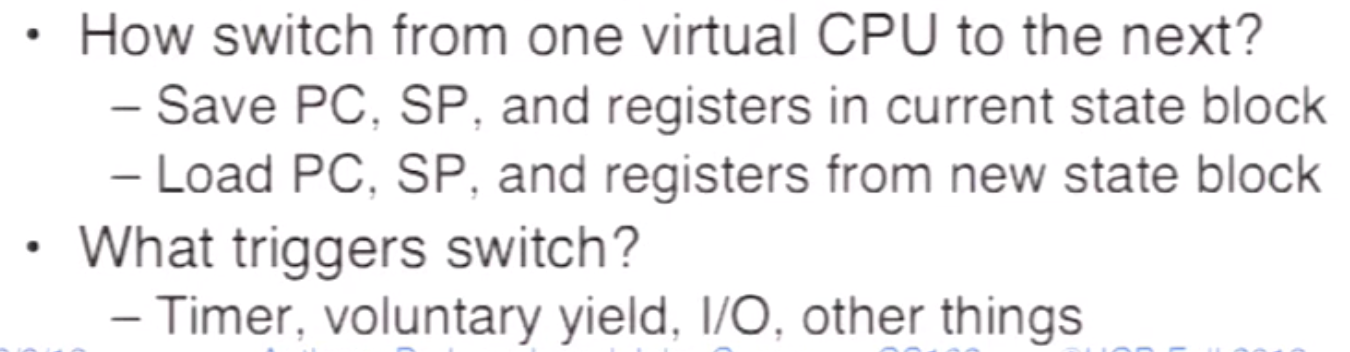 • How switch from one virtual CPU to the next?
– Save PC, SP, and registers in current state block
– Load PC, SP, and registers from new state block
• What triggers switch?
– Timer, voluntary yield, I/O, other things